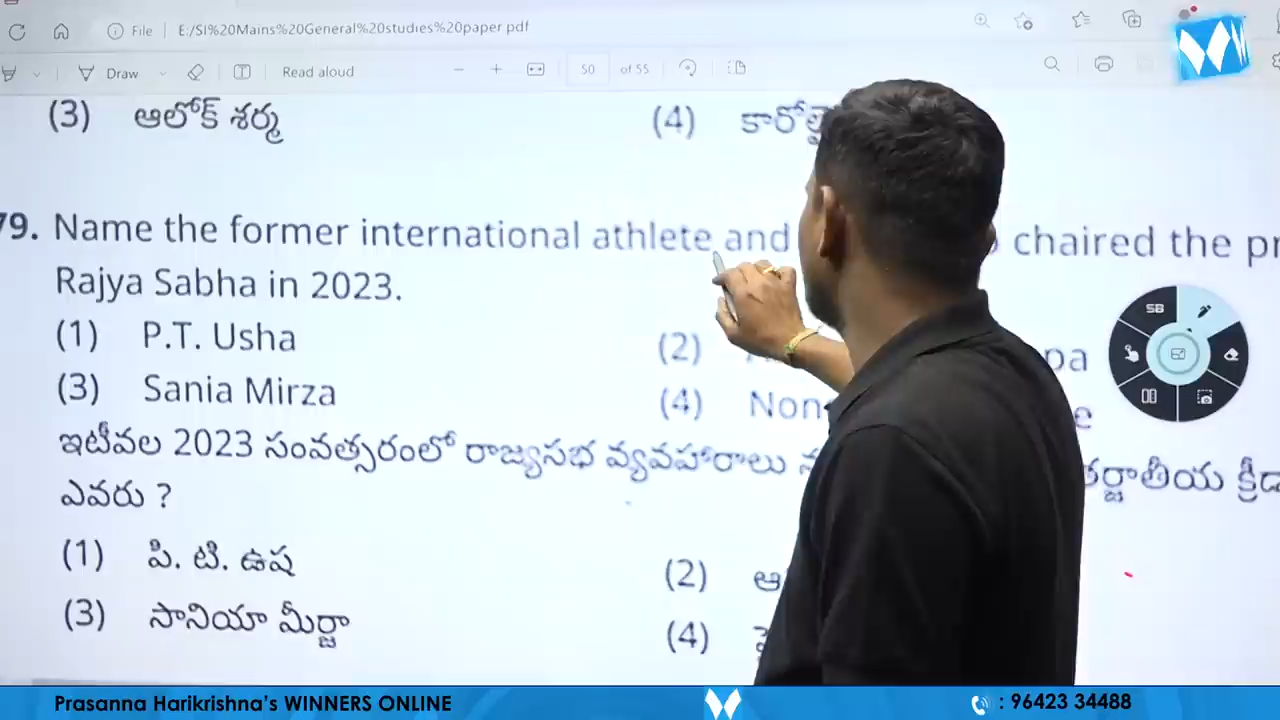 File E:/SI%20Mains%20General%20studies%20paper.pdf
Draw Read aloud 50 of 55
(3) ఆలోక్ శర్మ (4)
79. Name the former international athlete and chaired the
Rajya Sabha in 2023.
(1) P.T. Usha (2)
(3) Sania Mirza (4)
SB
ఇటీవల 2023 సంవత్సరంలో రాజ్యసభ వ్యవహారాలు
ఎవరు ?
(1) పి. టి. ఉష (2)
(3) సానియా మీర్జా (4)
Prasanna Harikrishna's WINNERS ONLINE : 96423 34488